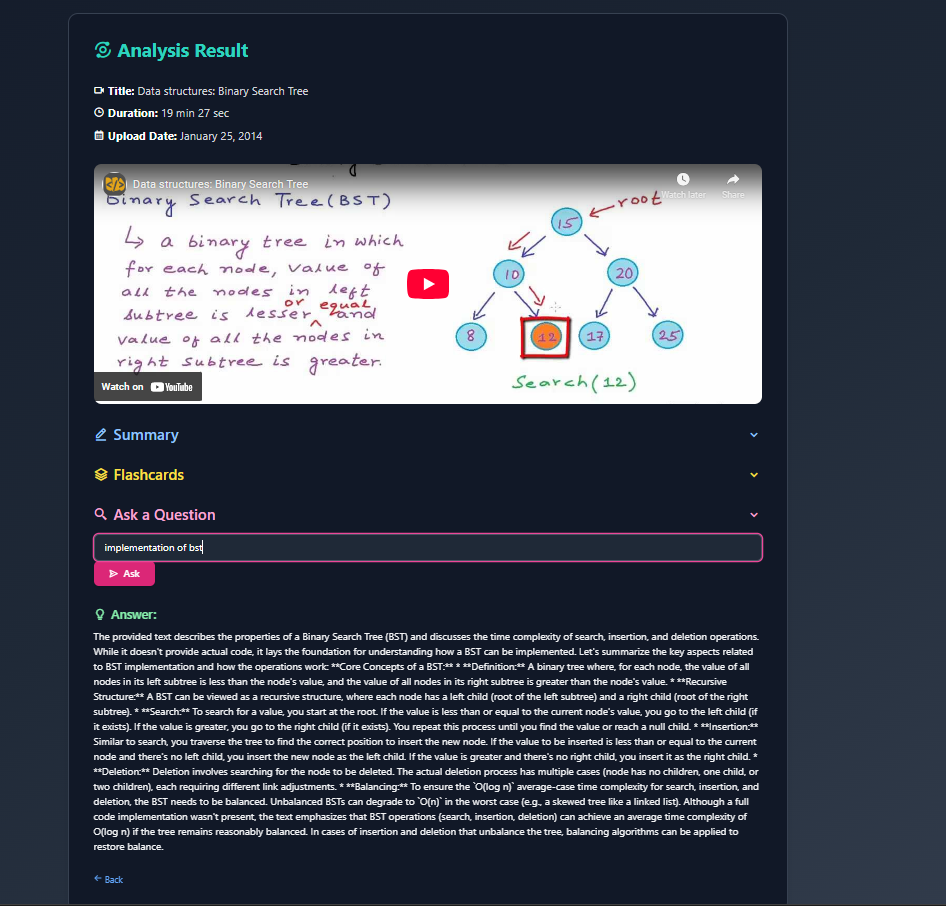 Analysis Result
Title: Data structures: Binary Search Tree
Duration: 19 min 27 sec
Upload Date: January 25, 2014
Data structures: Binary Search Tree
Watch later
Share
Binary Search Tree (BST)
↳ a binary tree in which
for each node, value of
all the nodes in left
or equal
subtree is lesser ^ and
value of all the nodes in
right subtree is greater.
root
15
10
20
8
12
17
25
Search(12)
Watch on YouTube
Summary
Flashcards
Ask a Question
implementation of bst
Ask
Answer:
The provided text describes the properties of a Binary Search Tree (BST) and discusses the time complexity of search, insertion, and deletion operations.
While it doesn't provide actual code, it lays the foundation for understanding how a BST can be implemented. Let's summarize the key aspects related
to BST implementation and how the operations work: **Core Concepts of a BST:** * **Definition:** A binary tree where, for each node, the value of all
nodes in its left subtree is less than the node's value, and the value of all nodes in its right subtree is greater than the node's value. * **Recursive
Structure:** A BST can be viewed as a recursive structure, where each node has a left child (root of the left subtree) and a right child (root of the right
subtree). * **Search:** To search for a value, you start at the root. If the value is less than or equal to the current node's value, you go to the left child (if
it exists). If the value is greater, you go to the right child (if it exists). You repeat this process until you find the value or reach a null child. * **Insertion:**
Similar to search, you traverse the tree to find the correct position to insert the new node. If the value to be inserted is less than or equal to the current
node and there's no left child, you insert the new node as the left child. If the value is greater and there's no right child, you insert it as the right child. *
**Deletion:** Deletion involves searching for the node to be deleted. The actual deletion process has multiple cases (node has no children, one child, or
two children), each requiring different link adjustments. * **Balancing:** To ensure the `O(log n)` average-case time complexity for search, insertion, and
deletion, the BST needs to be balanced. Unbalanced BSTs can degrade to `O(n)` in the worst case (e.g., a skewed tree like a linked list). Although a full
code implementation wasn't present, the text emphasizes that BST operations (search, insertion, deletion) can achieve an average time complexity of
O(log n) if the tree remains reasonably balanced. In cases of insertion and deletion that unbalance the tree, balancing algorithms can be applied to
restore balance.
← Back